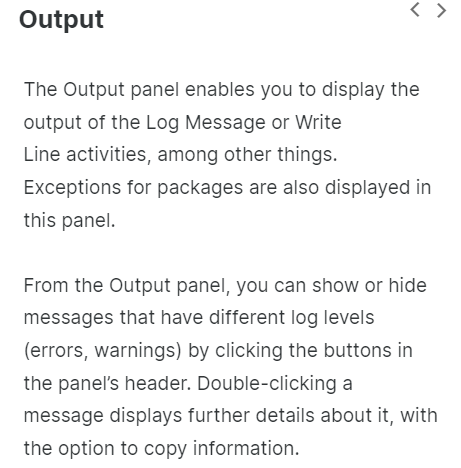 Output
The Output panel enables you to display the
output of the Log Message or Write
Line activities, among other things.
Exceptions for packages are also displayed in
this panel.
From the Output panel, you can show or hide
messages that have different log levels
(errors, warnings) by clicking the buttons in
the panel’s header. Double-clicking a
message displays further details about it, with
the option to copy information.